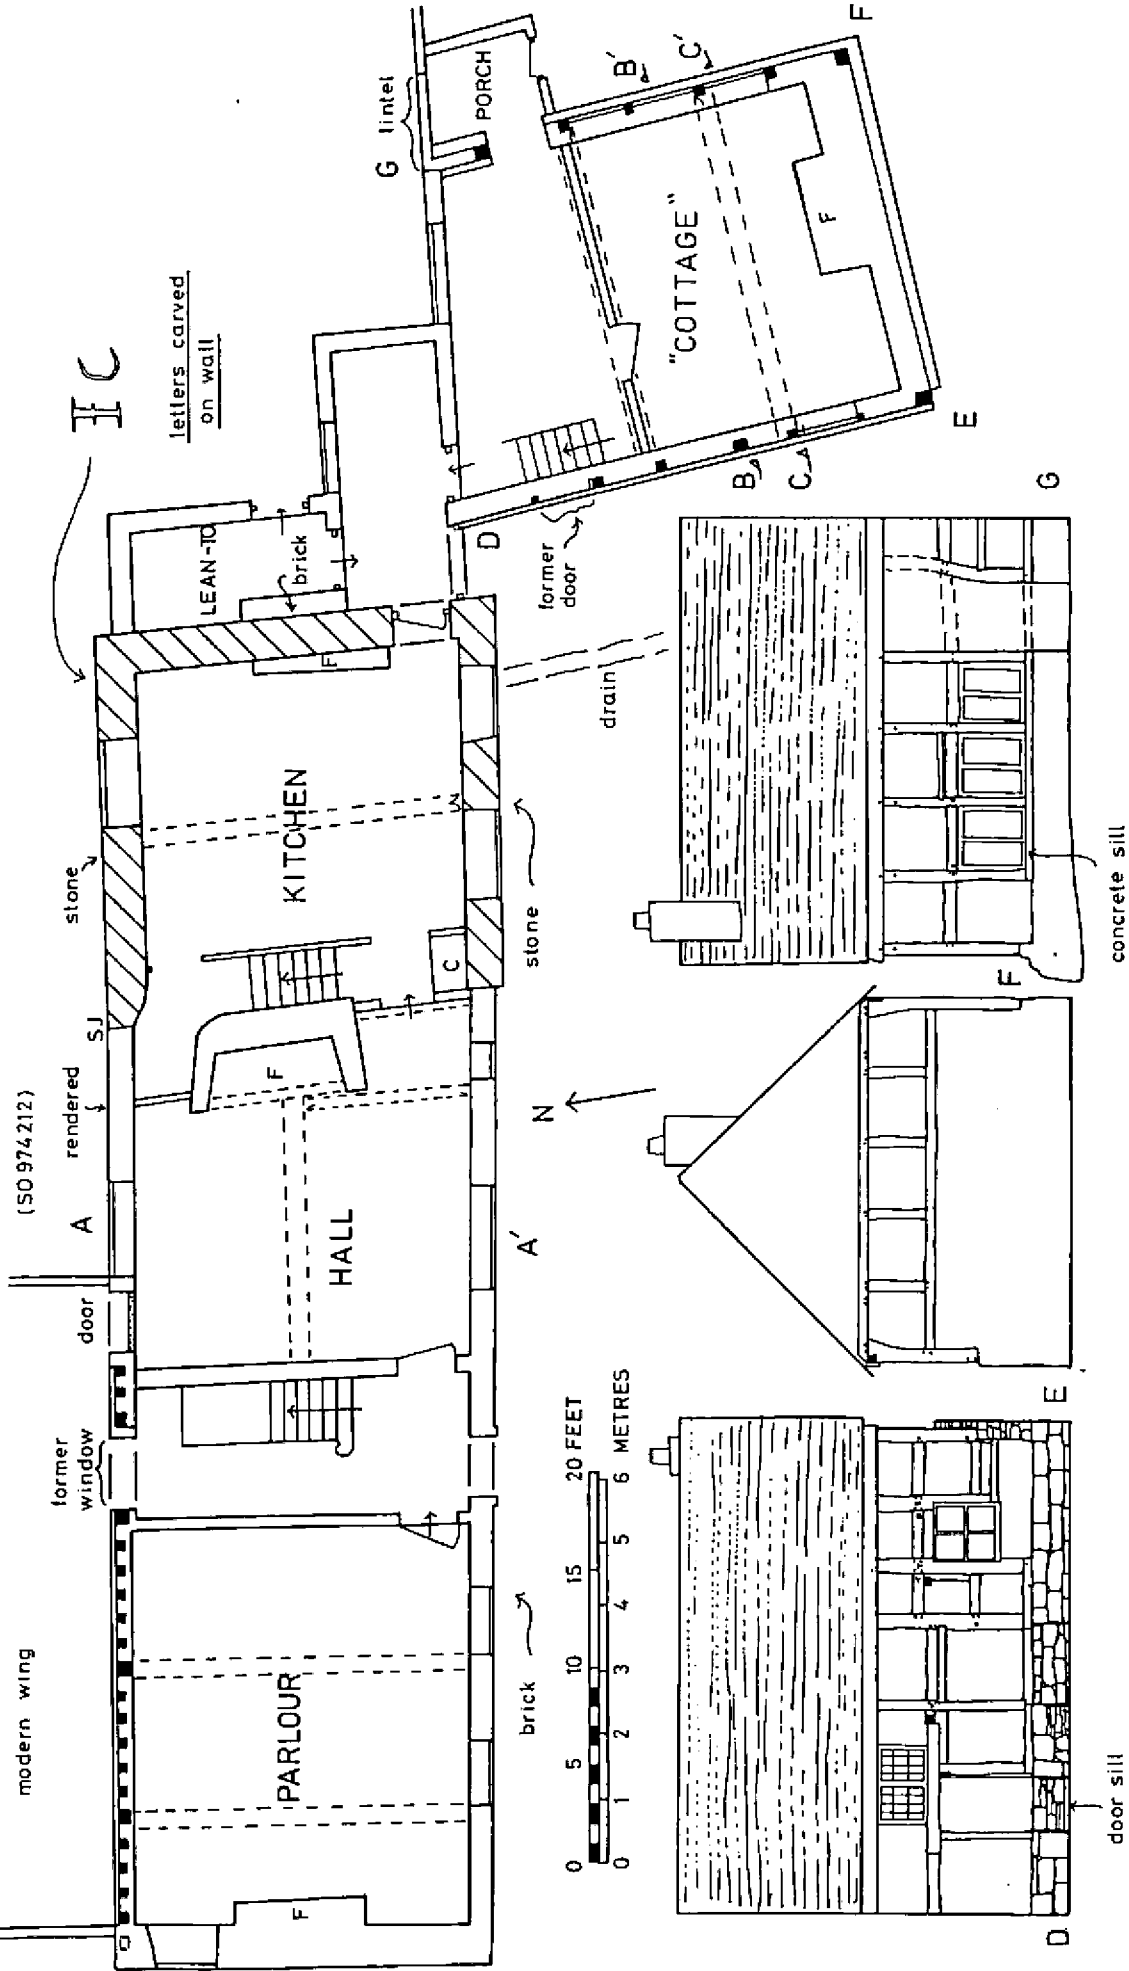 (SO 974212)
modern wing
former
window
door
A
rendered
SJ
stone
I C
letters carved
on wall
LEAN-TO
brick
G
lintel
PORCH
PARLOUR
F
HALL
F
KITCHEN
F
C
"COTTAGE"
F
B'
C'
F
D
former
door
B
C
E
brick
A'
stone
drain
N
0 5 10 15 20 FEET
0 1 2 3 4 5 6 METRES
D
E
F
G
door sill
concrete sill